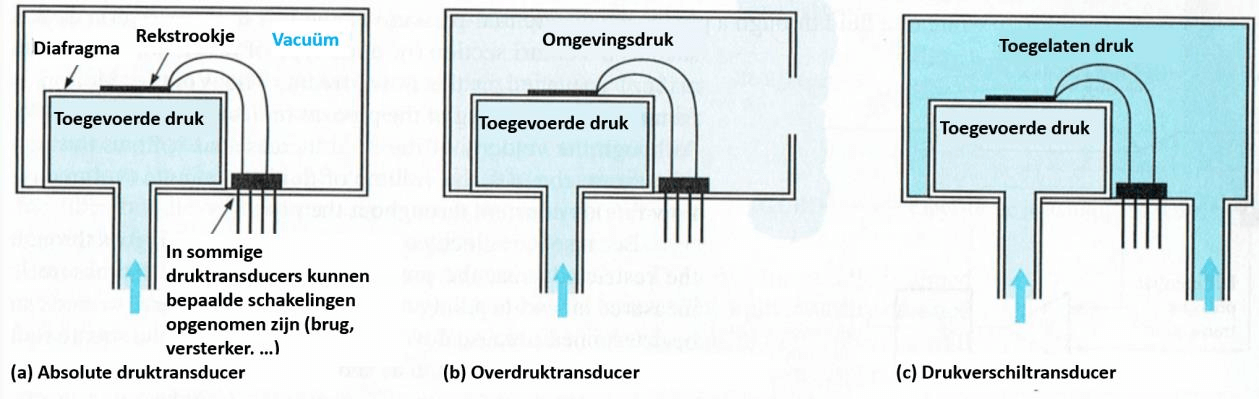 Diafragma
Rekstrookje
Vacuüm
Toegevoerde druk
In sommige
druktransducers kunnen
bepaalde schakelingen
opgenomen zijn (brug,
versterker. ...)
(a) Absolute druktransducer
Omgevingsdruk
Toegevoerde druk
(b) Overdruktransducer
Toegelaten druk
Toegevoerde druk
(c) Drukverschiltransducer